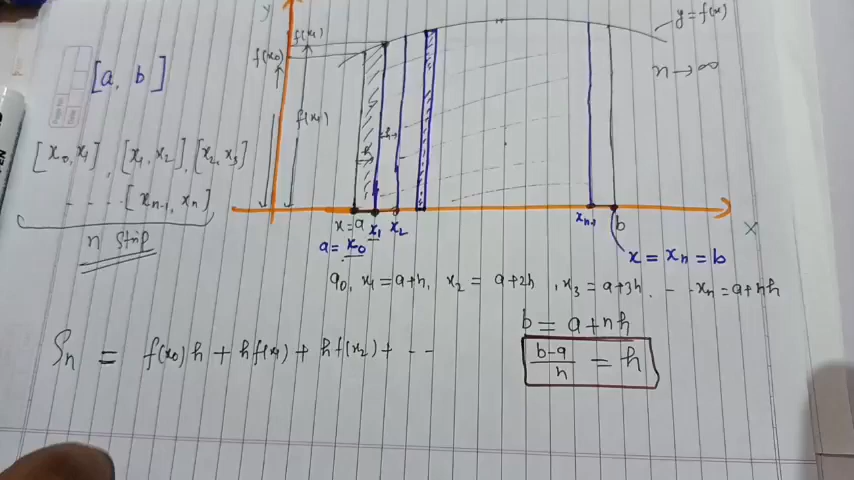 y
y = f(x)
f(x₁)
f(x₀)
n → ∞
[a, b]
f(x₁)
[x₀, x₁], [x₁, x₂], [x₂, x₃]
h
h
- - - - [xₙ₋₁, xₙ]
n Strip
x = a x₁ x₂ xₙ₋₁ b X
a = x₀
x = xₙ = b
x₁ = a+h, x₂ = a+2h , x₃ = a+3h - - xₙ = a+nh
b = a+nh
Sₙ = f(x₀)h + hf(x₁) + hf(x₂) + - -
b-a/n = h